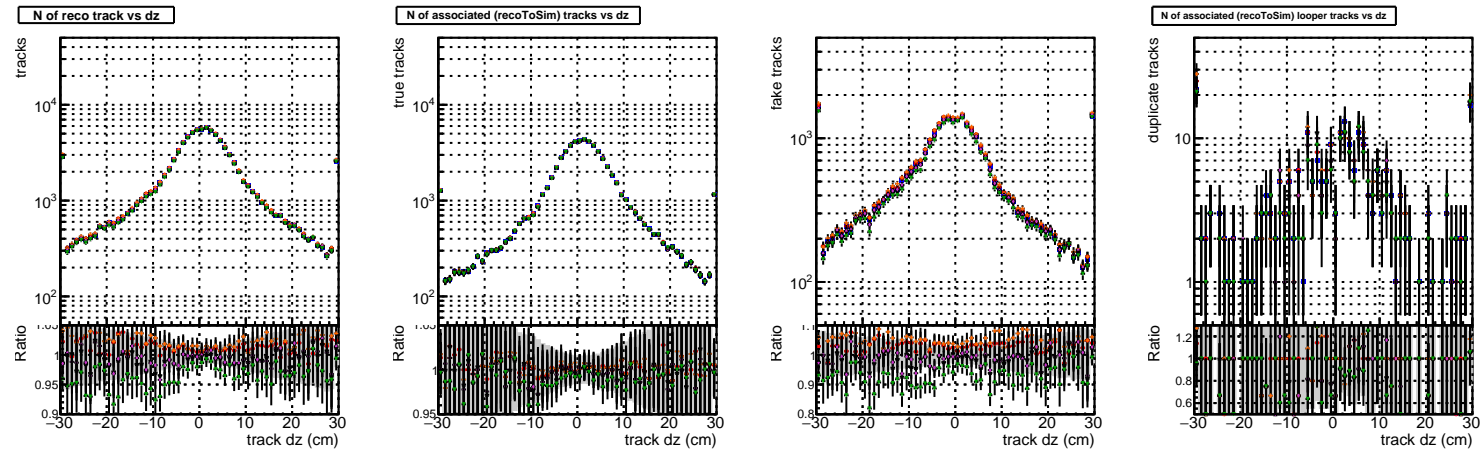 N of reco track vs dz
tracks
10⁴
10³
10²
Ratio
1
0.95
0.9
−30 −20 −10 0 10 20 30
track dz (cm)
N of associated (recoToSim) tracks vs dz
true tracks
10⁴
10³
10²
Ratio
1
0.95
−30 −20 −10 0 10 20 30
track dz (cm)
fake tracks
10³
10²
Ratio
1
0.9
0.8
−30 −20 −10 0 10 20 30
track dz (cm)
N of associated (recoToSim) looper tracks vs dz
duplicate tracks
10
1
Ratio
1.2
1
0.8
0.6
−30 −20 −10 0 10 20 30
track dz (cm)